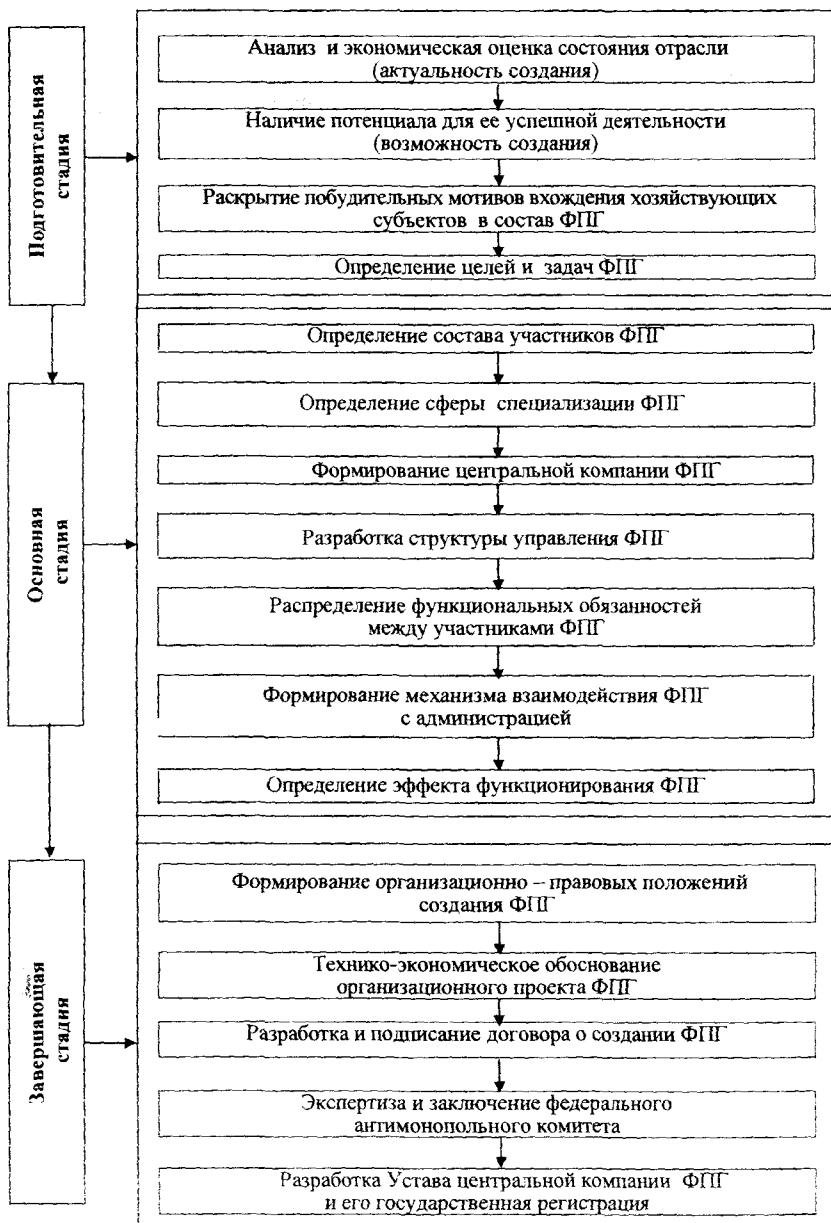 Подготовительная
стадия
Анализ и экономическая оценка состояния отрасли
(актуальность создания)
Наличие потенциала для ее успешной деятельности
(возможность создания)
Раскрытие побудительных мотивов вхождения хозяйствующих
субъектов в состав ФПГ
Определение целей и задач ФПГ
Основная
стадия
Определение состава участников ФПГ
Определение сферы специализации ФПГ
Формирование центральной компании ФПГ
Разработка структуры управления ФПГ
Распределение функциональных обязанностей
между участниками ФПГ
Формирование механизма взаимодействия ФПГ
с администрацией
Определение эффекта функционирования ФПГ
Завершающая
стадия
Формирование организационно – правовых положений
создания ФПГ
Технико-экономическое обоснование
организационного проекта ФПГ
Разработка и подписание договора о создании ФПГ
Экспертиза и заключение федерального
антимонопольного комитета
Разработка Устава центральной компании ФПГ
и его государственная регистрация